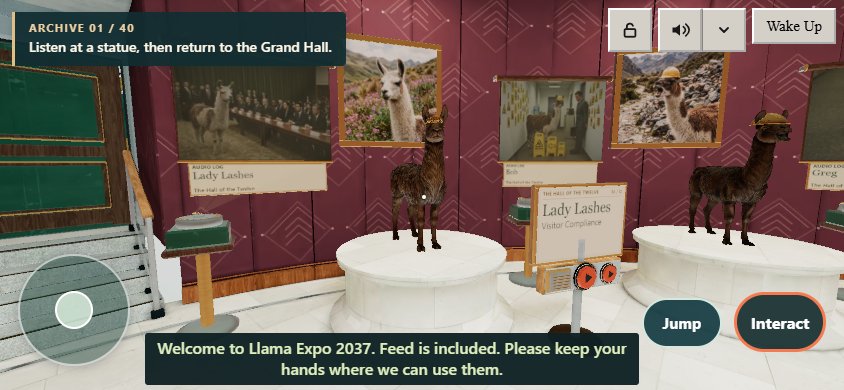 ARCHIVE 01 / 40
Listen at a statue, then return to the Grand Hall.
Wake Up
AUDIO LOG
Lady Lashes
The Hall of the Twelve
AUDIO LOG
Bob
AUDIO LOG
Greg
THE HALL OF THE TWELVE
Lady Lashes
Visitor Compliance
Jump
Interact
Welcome to Llama Expo 2037. Feed is included. Please keep your
hands where we can use them.